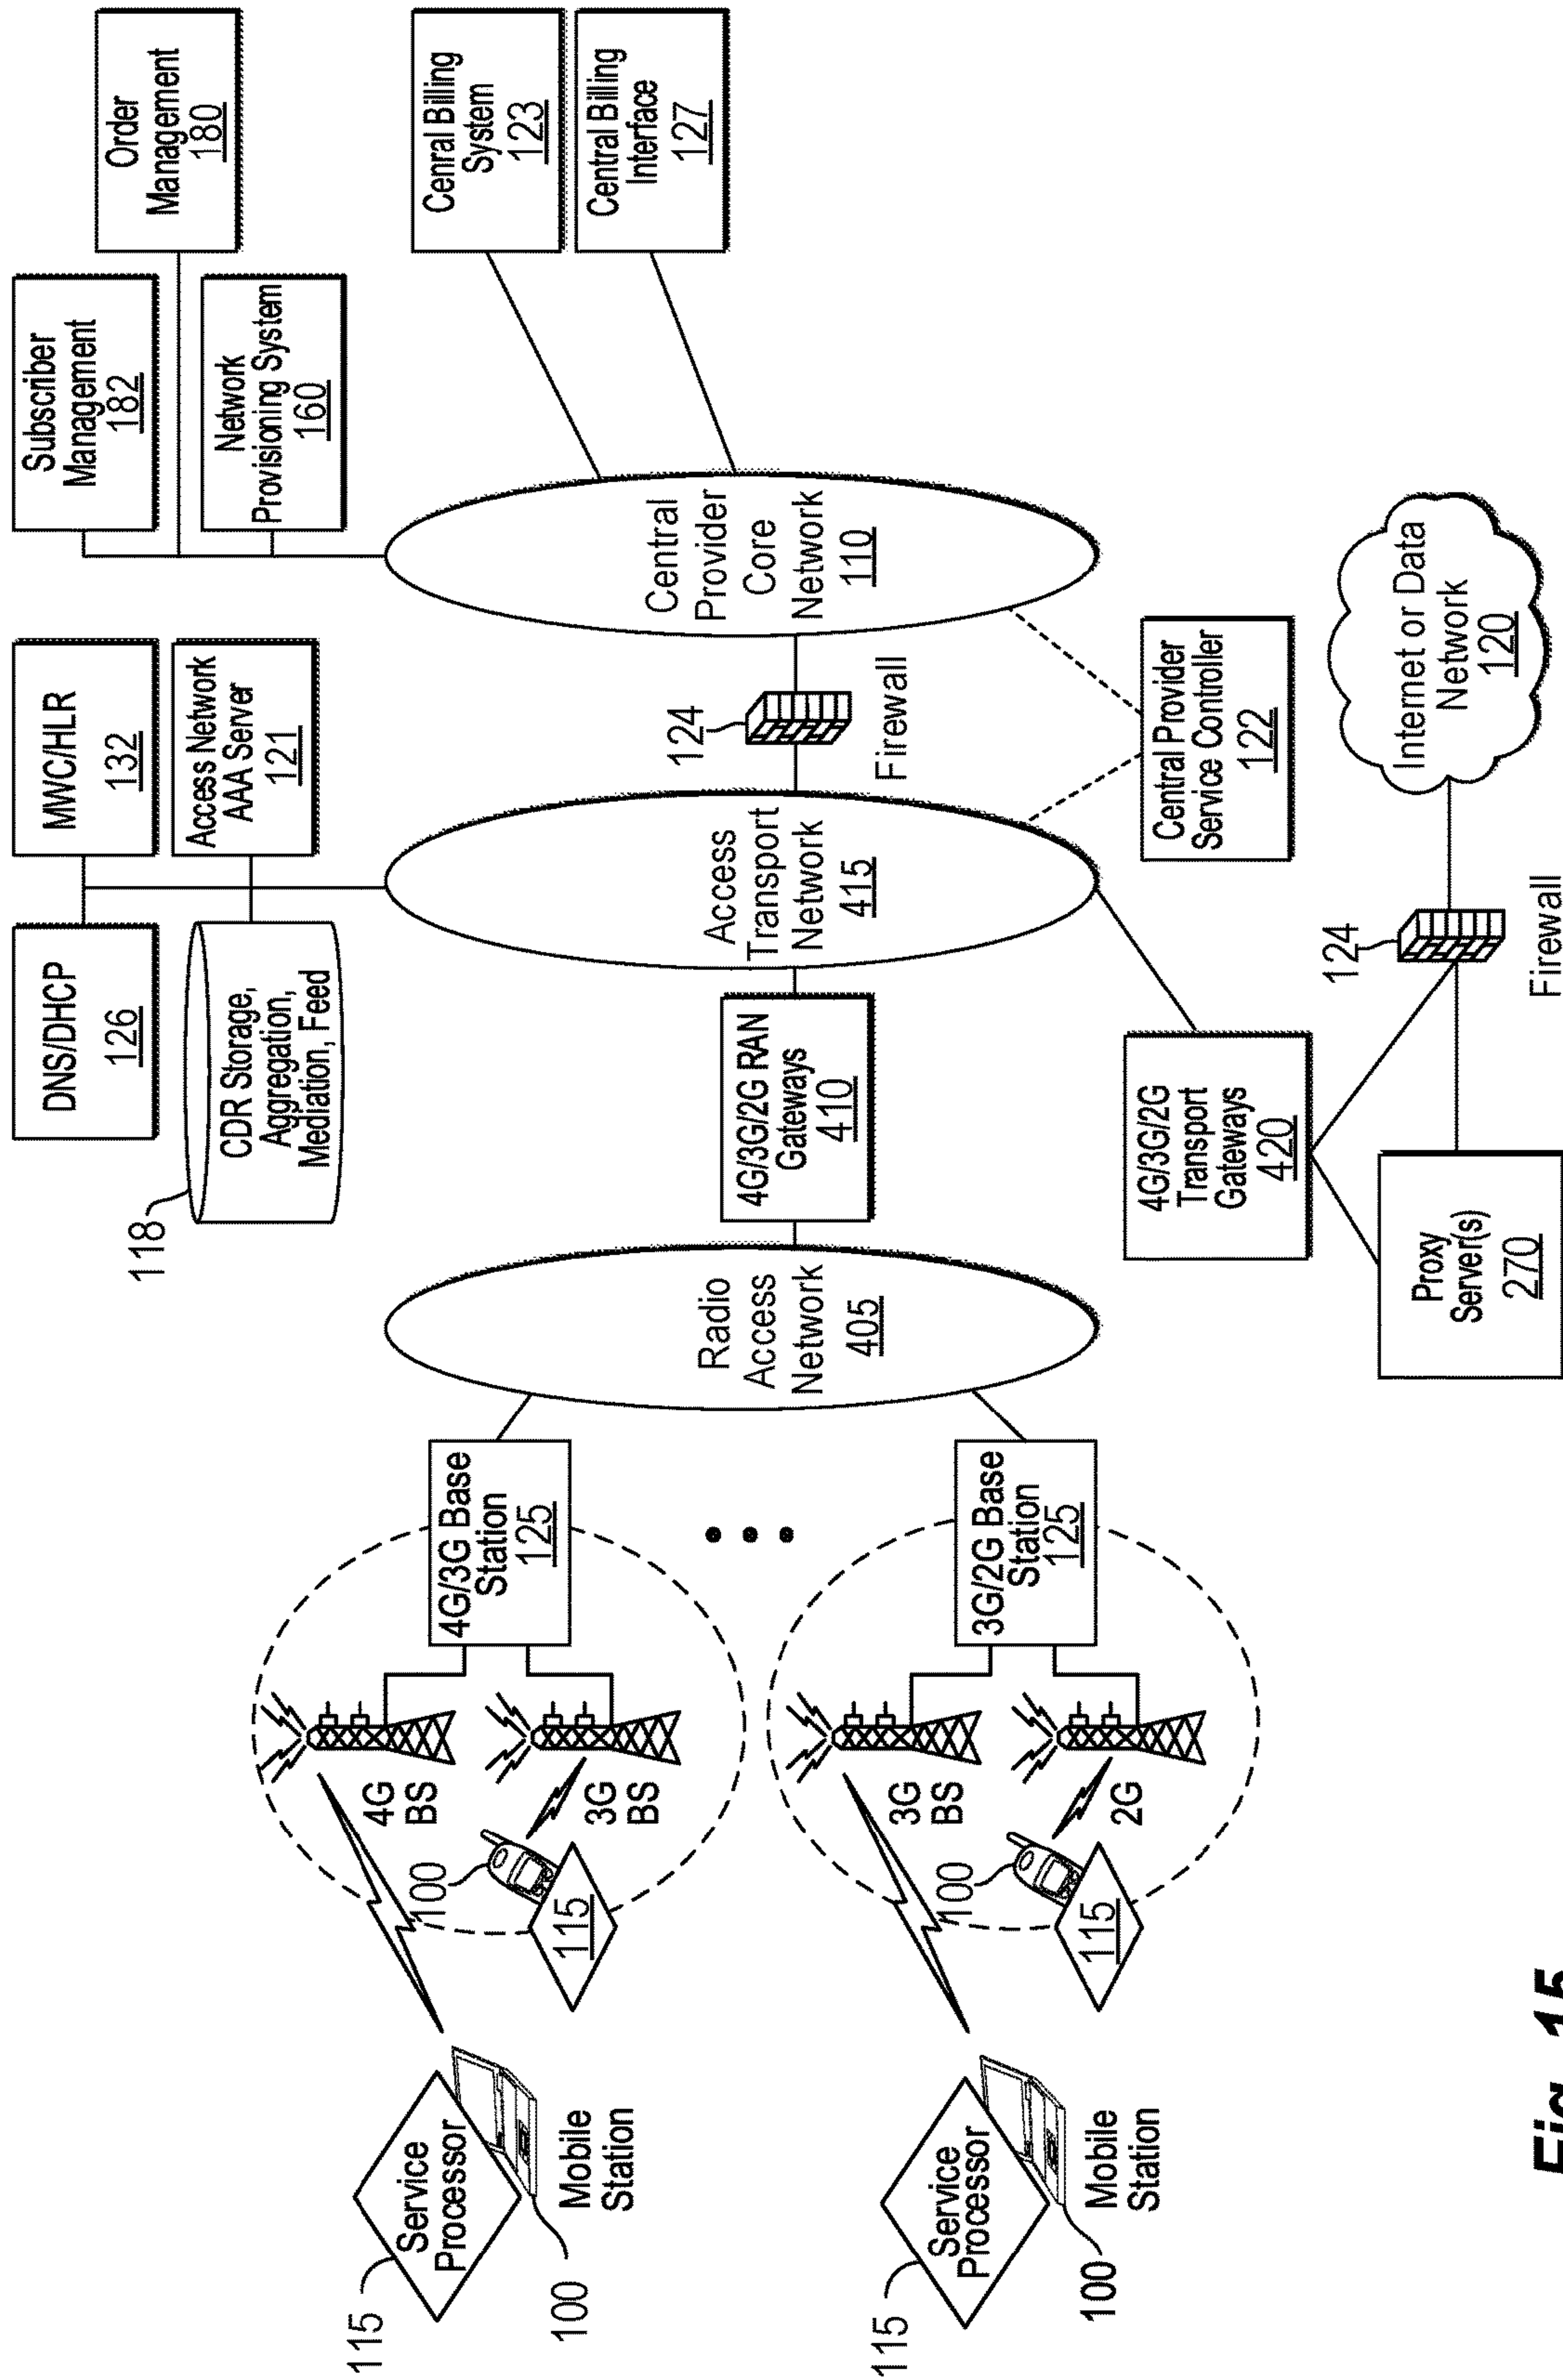 Subscriber
Management
182
Order
Management
180
Network
Provisioning System
160
DNS/DHCP
126
MWC/HLR
132
118
CDR Storage,
Aggregation,
Mediation, Feed
Access Network
AAA Server
121
Cenral Billing
System
123
Central Billing
Interface
127
115
Service
Processor
100
Mobile
Station
4G
BS
100
115
3G
BS
4G/3G Base
Station
125
Radio
Access
Network
405
4G/3G/2G RAN
Gateways
410
Access
Transport
Network
415
124
Firewall
Central
Provider
Core
Network
110
115
Service
Processor
100
Mobile
Station
3G
BS
100
115
2G
3G/2G Base
Station
125
4G/3G/2G
Transport
Gateways
420
Central Provider
Service Controller
122
Proxy
Server(s)
270
124
Firewall
Internet or Data
Network
120
Fig. 15